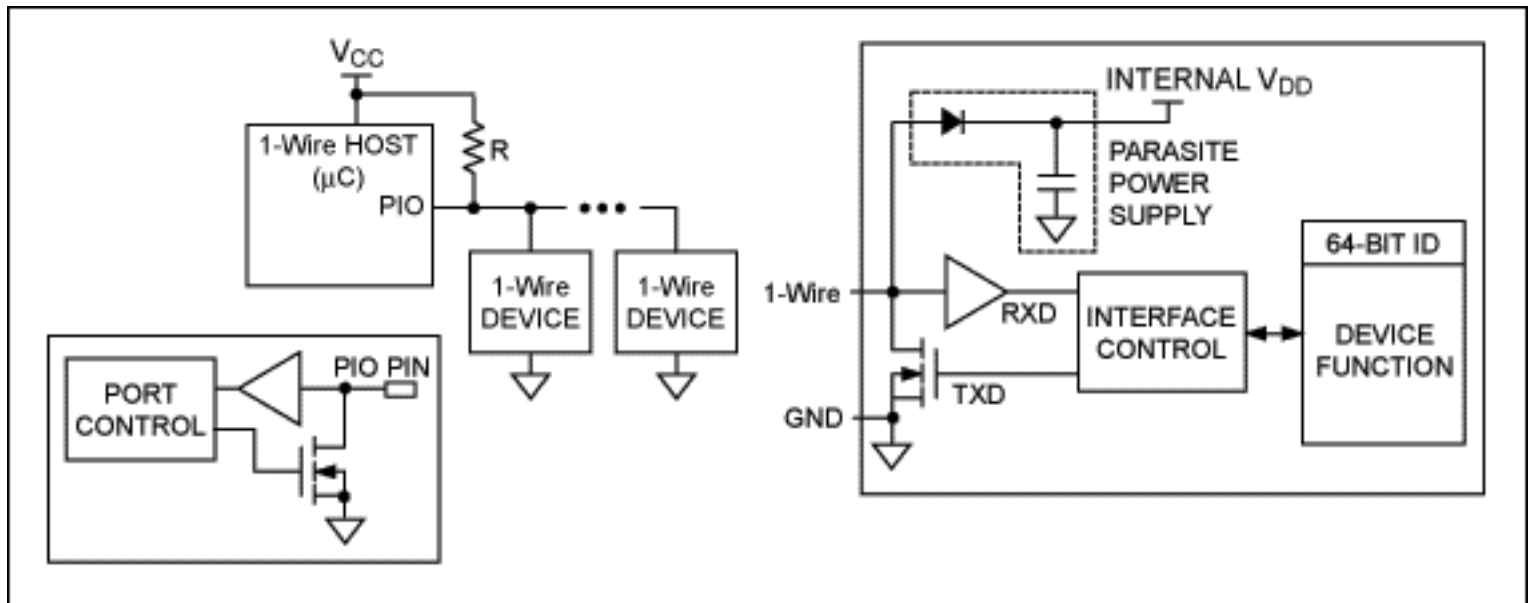 VCC
1-Wire HOST
(µC)
PIO
R
1-Wire
DEVICE
1-Wire
DEVICE
PORT
CONTROL
PIO PIN
INTERNAL VDD
PARASITE
POWER
SUPPLY
1-Wire
RXD
TXD
GND
INTERFACE
CONTROL
64-BIT ID
DEVICE
FUNCTION